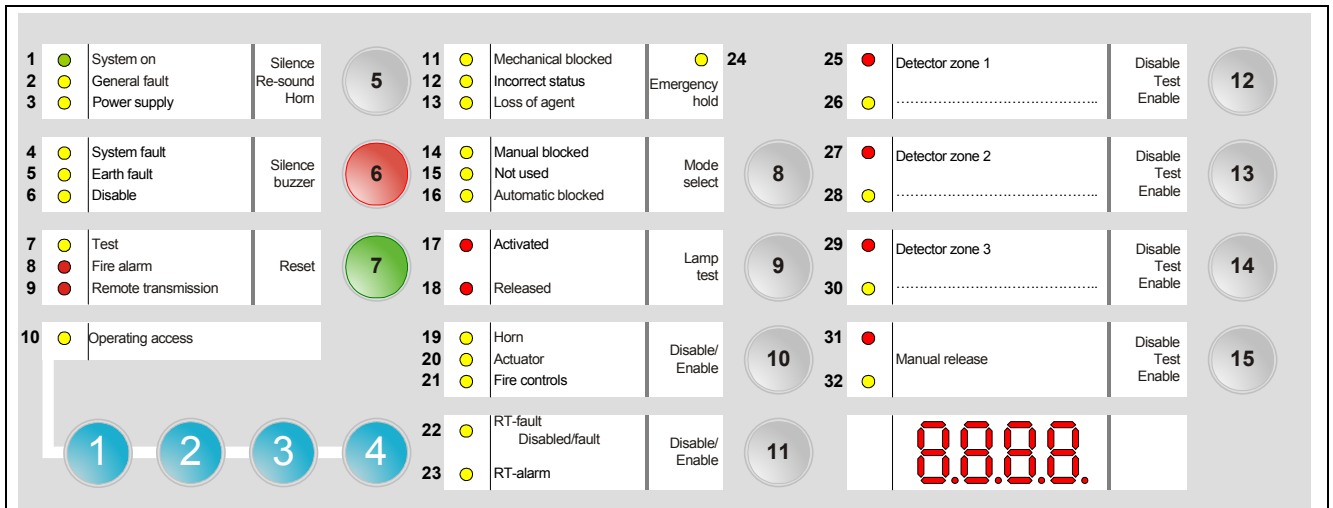 1 System on
2 General fault
3 Power supply
Silence
Re-sound
Horn
5
4 System fault
5 Earth fault
6 Disable
Silence
buzzer
6
7 Test
8 Fire alarm
9 Remote transmission
Reset
7
10 Operating access
1 2 3 4
11 Mechanical blocked
12 Incorrect status
13 Loss of agent
24
Emergency
hold
14 Manual blocked
15 Not used
16 Automatic blocked
Mode
select
8
17 Activated
18 Released
Lamp
test
9
19 Horn
20 Actuator
21 Fire controls
Disable/
Enable
10
22 RT-fault
Disabled/fault
23 RT-alarm
Disable/
Enable
11
25 Detector zone 1
26 ............................................
Disable
Test
Enable
12
27 Detector zone 2
28 ............................................
Disable
Test
Enable
13
29 Detector zone 3
30 ............................................
Disable
Test
Enable
14
31
Manual release
32
Disable
Test
Enable
15
8.8.8.8.